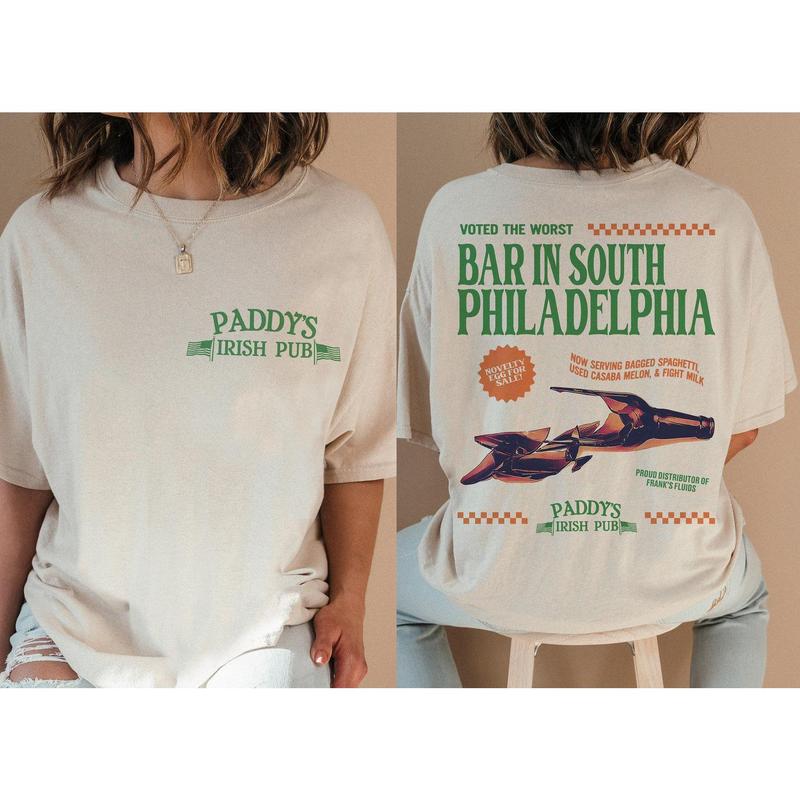 PADDY'S
IRISH PUB
VOTED THE WORST
BAR IN SOUTH
PHILADELPHIA
NOVELTY
EGG FOR
SALE!
NOW SERVING BAGGED SPAGHETTI,
USED CASABA MELON, & FIGHT MILK
PROUD DISTRIBUTOR OF
FRANK'S FLUIDS
PADDY'S
IRISH PUB